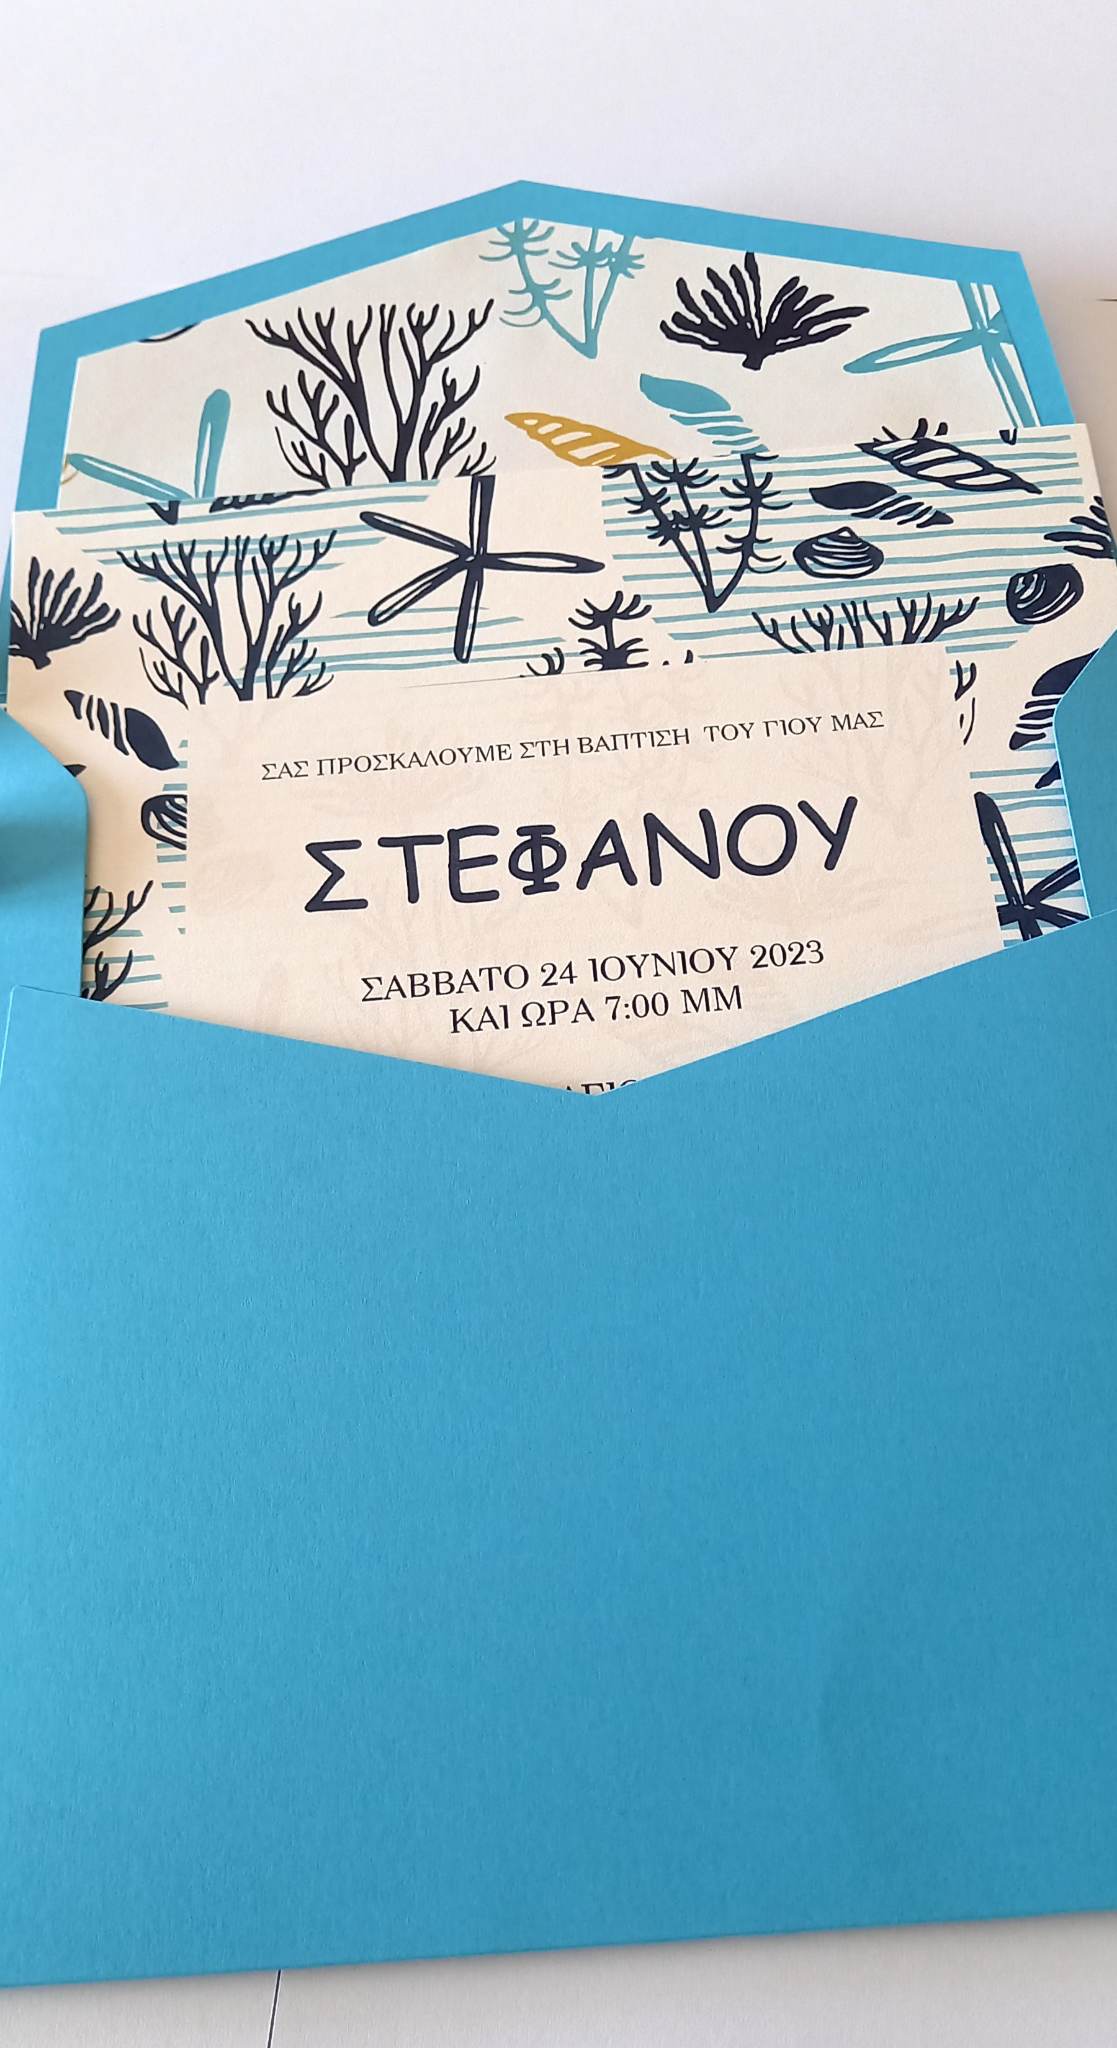 ΣΑΣ ΠΡΟΣΚΑΛΟΥΜΕ ΣΤΗ ΒΑΠΤΙΣΗ ΤΟΥ ΓΙΟΥ ΜΑΣ
ΣΤΕΦΑΝΟΥ
ΣΑΒΒΑΤΟ 24 ΙΟΥΝΙΟΥ 2023
ΚΑΙ ΩΡΑ 7:00 ΜΜ